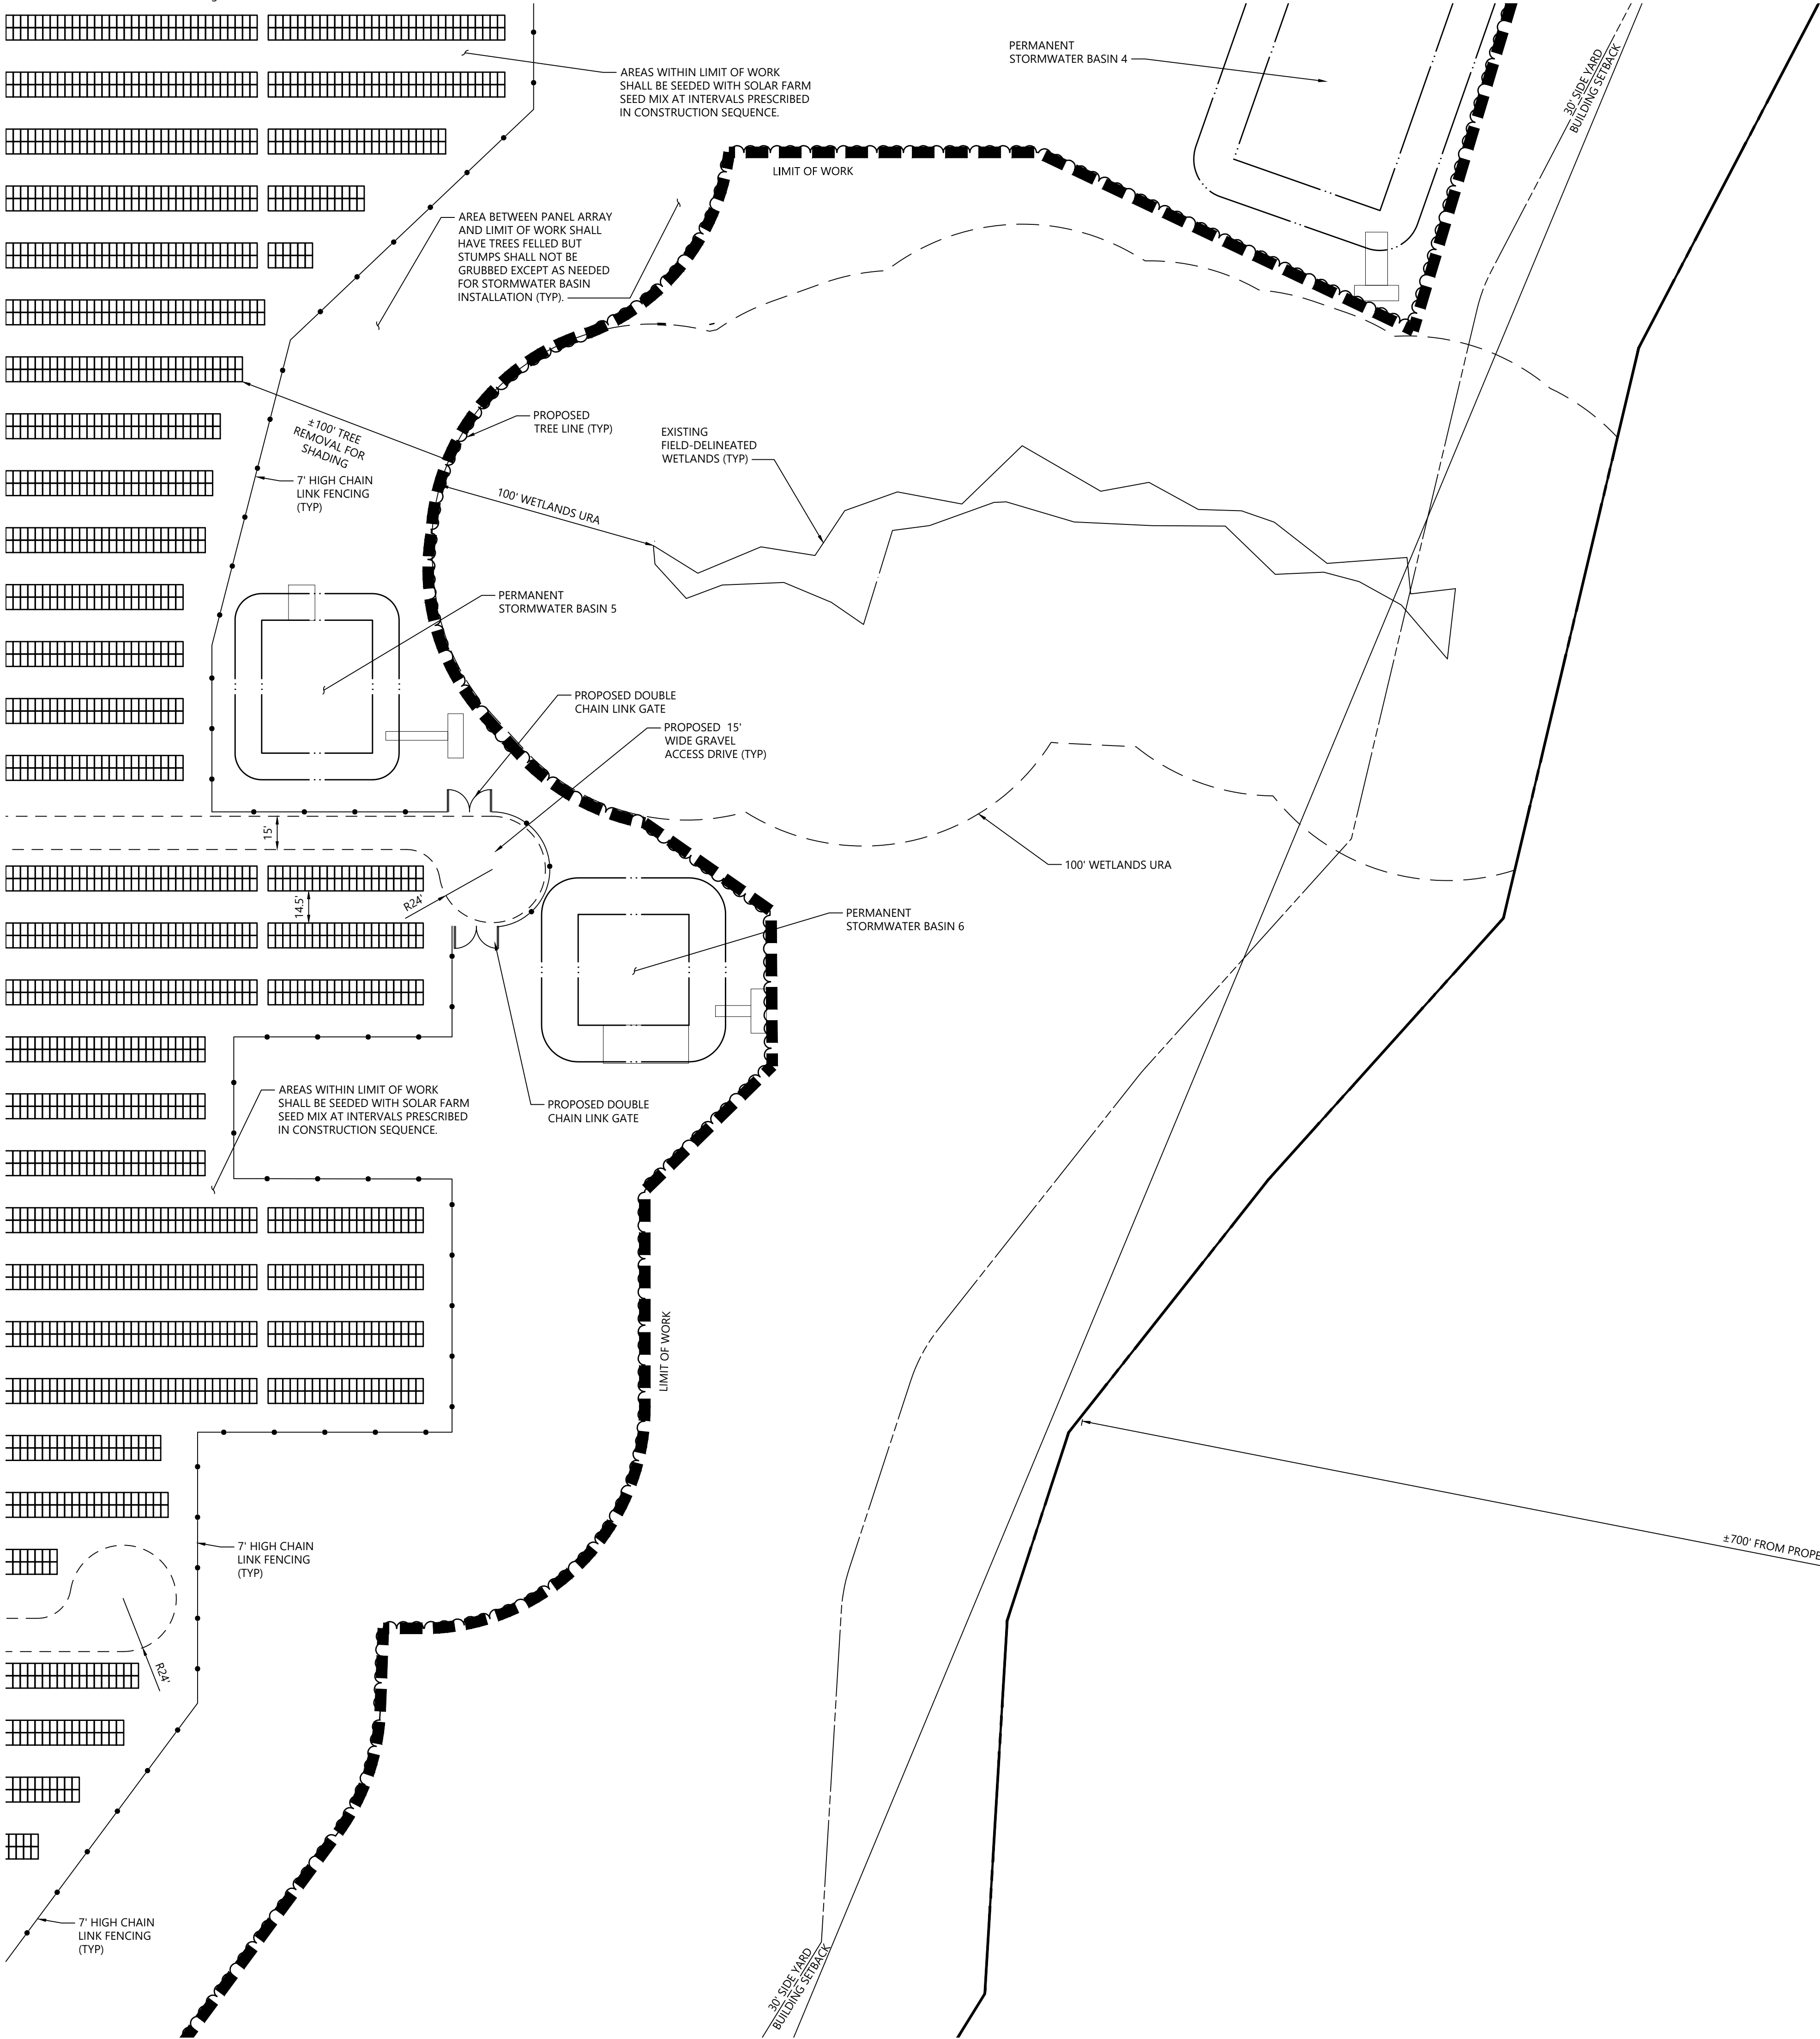 PERMANENT
STORMWATER BASIN 4
30' SIDE YARD
BUILDING SETBACK
AREAS WITHIN LIMIT OF WORK
SHALL BE SEEDED WITH SOLAR FARM
SEED MIX AT INTERVALS PRESCRIBED
IN CONSTRUCTION SEQUENCE.
LIMIT OF WORK
AREA BETWEEN PANEL ARRAY
AND LIMIT OF WORK SHALL
HAVE TREES FELLED BUT
STUMPS SHALL NOT BE
GRUBBED EXCEPT AS NEEDED
FOR STORMWATER BASIN
INSTALLATION (TYP).
PROPOSED
TREE LINE (TYP)
±100' TREE
REMOVAL FOR
SHADING
EXISTING
FIELD-DELINEATED
WETLANDS (TYP)
7' HIGH CHAIN
LINK FENCING
(TYP)
100' WETLANDS URA
PERMANENT
STORMWATER BASIN 5
PROPOSED DOUBLE
CHAIN LINK GATE
PROPOSED  15'
WIDE GRAVEL
ACCESS DRIVE (TYP)
15'
100' WETLANDS URA
14.5'
R24'
PERMANENT
STORMWATER BASIN 6
AREAS WITHIN LIMIT OF WORK
SHALL BE SEEDED WITH SOLAR FARM
SEED MIX AT INTERVALS PRESCRIBED
IN CONSTRUCTION SEQUENCE.
PROPOSED DOUBLE
CHAIN LINK GATE
LIMIT OF WORK
±700' FROM PROPE
7' HIGH CHAIN
LINK FENCING
(TYP)
R24'
7' HIGH CHAIN
LINK FENCING
(TYP)
30' SIDE YARD
BUILDING SETBACK